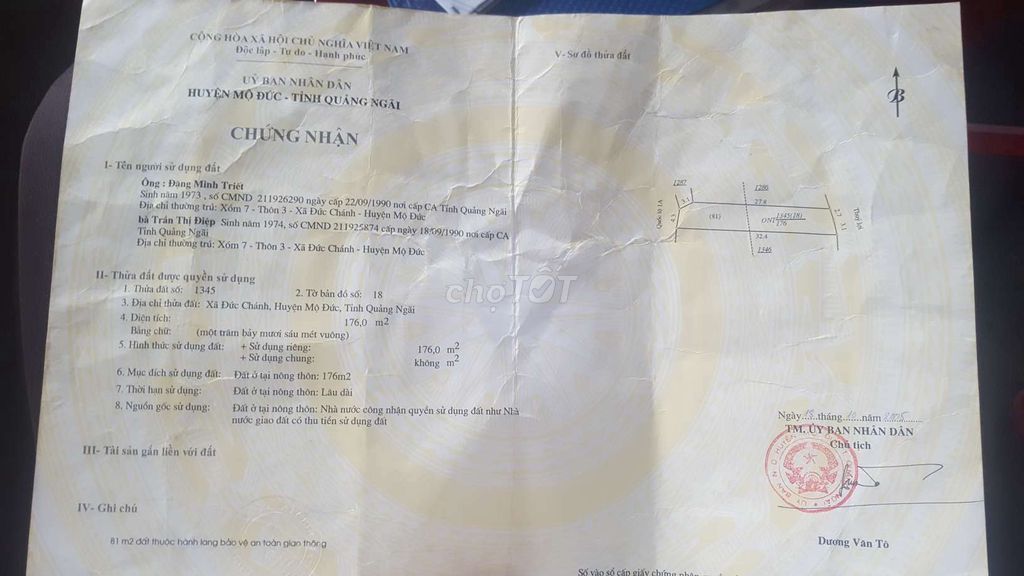 CỘNG HÒA XÃ HỘI CHỦ NGHĨA VIỆT NAM
Độc lập - Tự do - Hạnh phúc
UỶ BAN NHÂN DÂN
HUYỆN MỘ ĐỨC - TỈNH QUẢNG NGÃI
CHỨNG NHẬN
I- Tên người sử dụng đất
Ông : Đặng Minh Triết
Sinh năm 1973 , số CMND 211926290 ngày cấp 22/09/1990 nơi cấp CA Tỉnh Quảng Ngãi
Địa chỉ thường trú: Xóm 7 - Thôn 3 - Xã Đức Chánh - Huyện Mộ Đức
bà Trần Thị Điệp Sinh năm 1974, số CMND 211925874 cấp ngày 18/09/1990 nơi cấp CA
Tỉnh Quảng Ngãi
Địa chỉ thường trú: Xóm 7 - Thôn 3 - Xã Đức Chánh - Huyện Mộ Đức
II- Thửa đất được quyền sử dụng
1. Thửa đất số: 1345 2. Tờ bản đồ số: 18
3. Địa chỉ thửa đất: Xã Đức Chánh, Huyện Mộ Đức, Tỉnh Quảng Ngãi
4. Diện tích: 176,0 m2
Bằng chữ: (một trăm bảy mươi sáu mét vuông)
5. Hình thức sử dụng đất: + Sử dụng riêng: 176,0 m2
+ Sử dụng chung: không m2
6. Mục đích sử dụng đất: Đất ở tại nông thôn: 176m2
7. Thời hạn sử dụng: Đất ở tại nông thôn: Lâu dài
8. Nguồn gốc sử dụng: Đất ở tại nông thôn: Nhà nước công nhận quyền sử dụng đất như Nhà
nước giao đất có thu tiền sử dụng đất
III- Tài sản gắn liền với đất
IV- Ghi chú
81 m2 đất thuộc hành lang bảo vệ an toàn giao thông
V- Sơ đồ thửa đất
B
1287
1286
Quốc lộ 1A
4.3
3.1
27.8
(81)
ONT 1345(18)
176
2.7
3.1
32.4
1346
chợTỐT
Ngày tháng năm
TM. ỦY BAN NHÂN DÂN
Chủ tịch
Dương Văn Tô
Số vào sổ cấp giấy chứng nhận